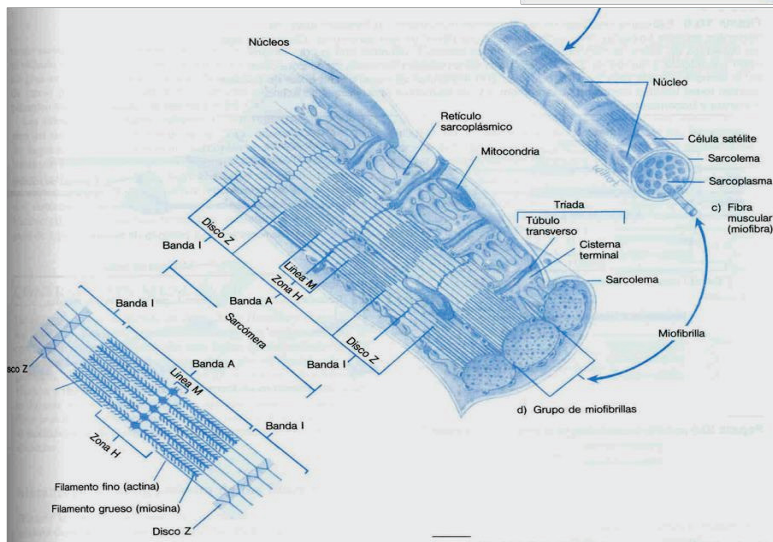 Núcleos
Núcleo
Retículo
sarcoplásmico
Mitocondria
Célula satélite
Sarcolema
Sarcoplasma
c) Fibra
muscular
(miofibra)
Triada
Túbulo
transverso
Cisterna
terminal
Sarcolema
Miofibrilla
d) Grupo de miofibrillas
Disco Z
Banda I
Línea M
Zona H
Banda A
Sarcómera
Disco Z
Banda I
Banda I
sco Z
Banda A
Línea M
Banda I
Zona H
Filamento fino (actina)
Filamento grueso (miosina)
Disco Z